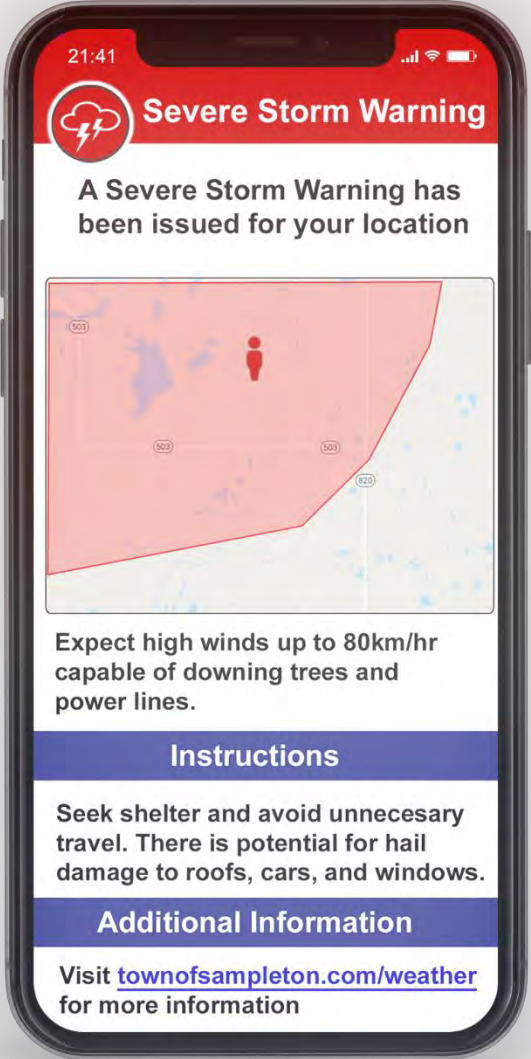 21:41
Severe Storm Warning
A Severe Storm Warning has
been issued for your location
503
503
503
820
Expect high winds up to 80km/hr
capable of downing trees and
power lines.
Instructions
Seek shelter and avoid unnecesary
travel. There is potential for hail
damage to roofs, cars, and windows.
Additional Information
Visit townofsampleton.com/weather
for more information